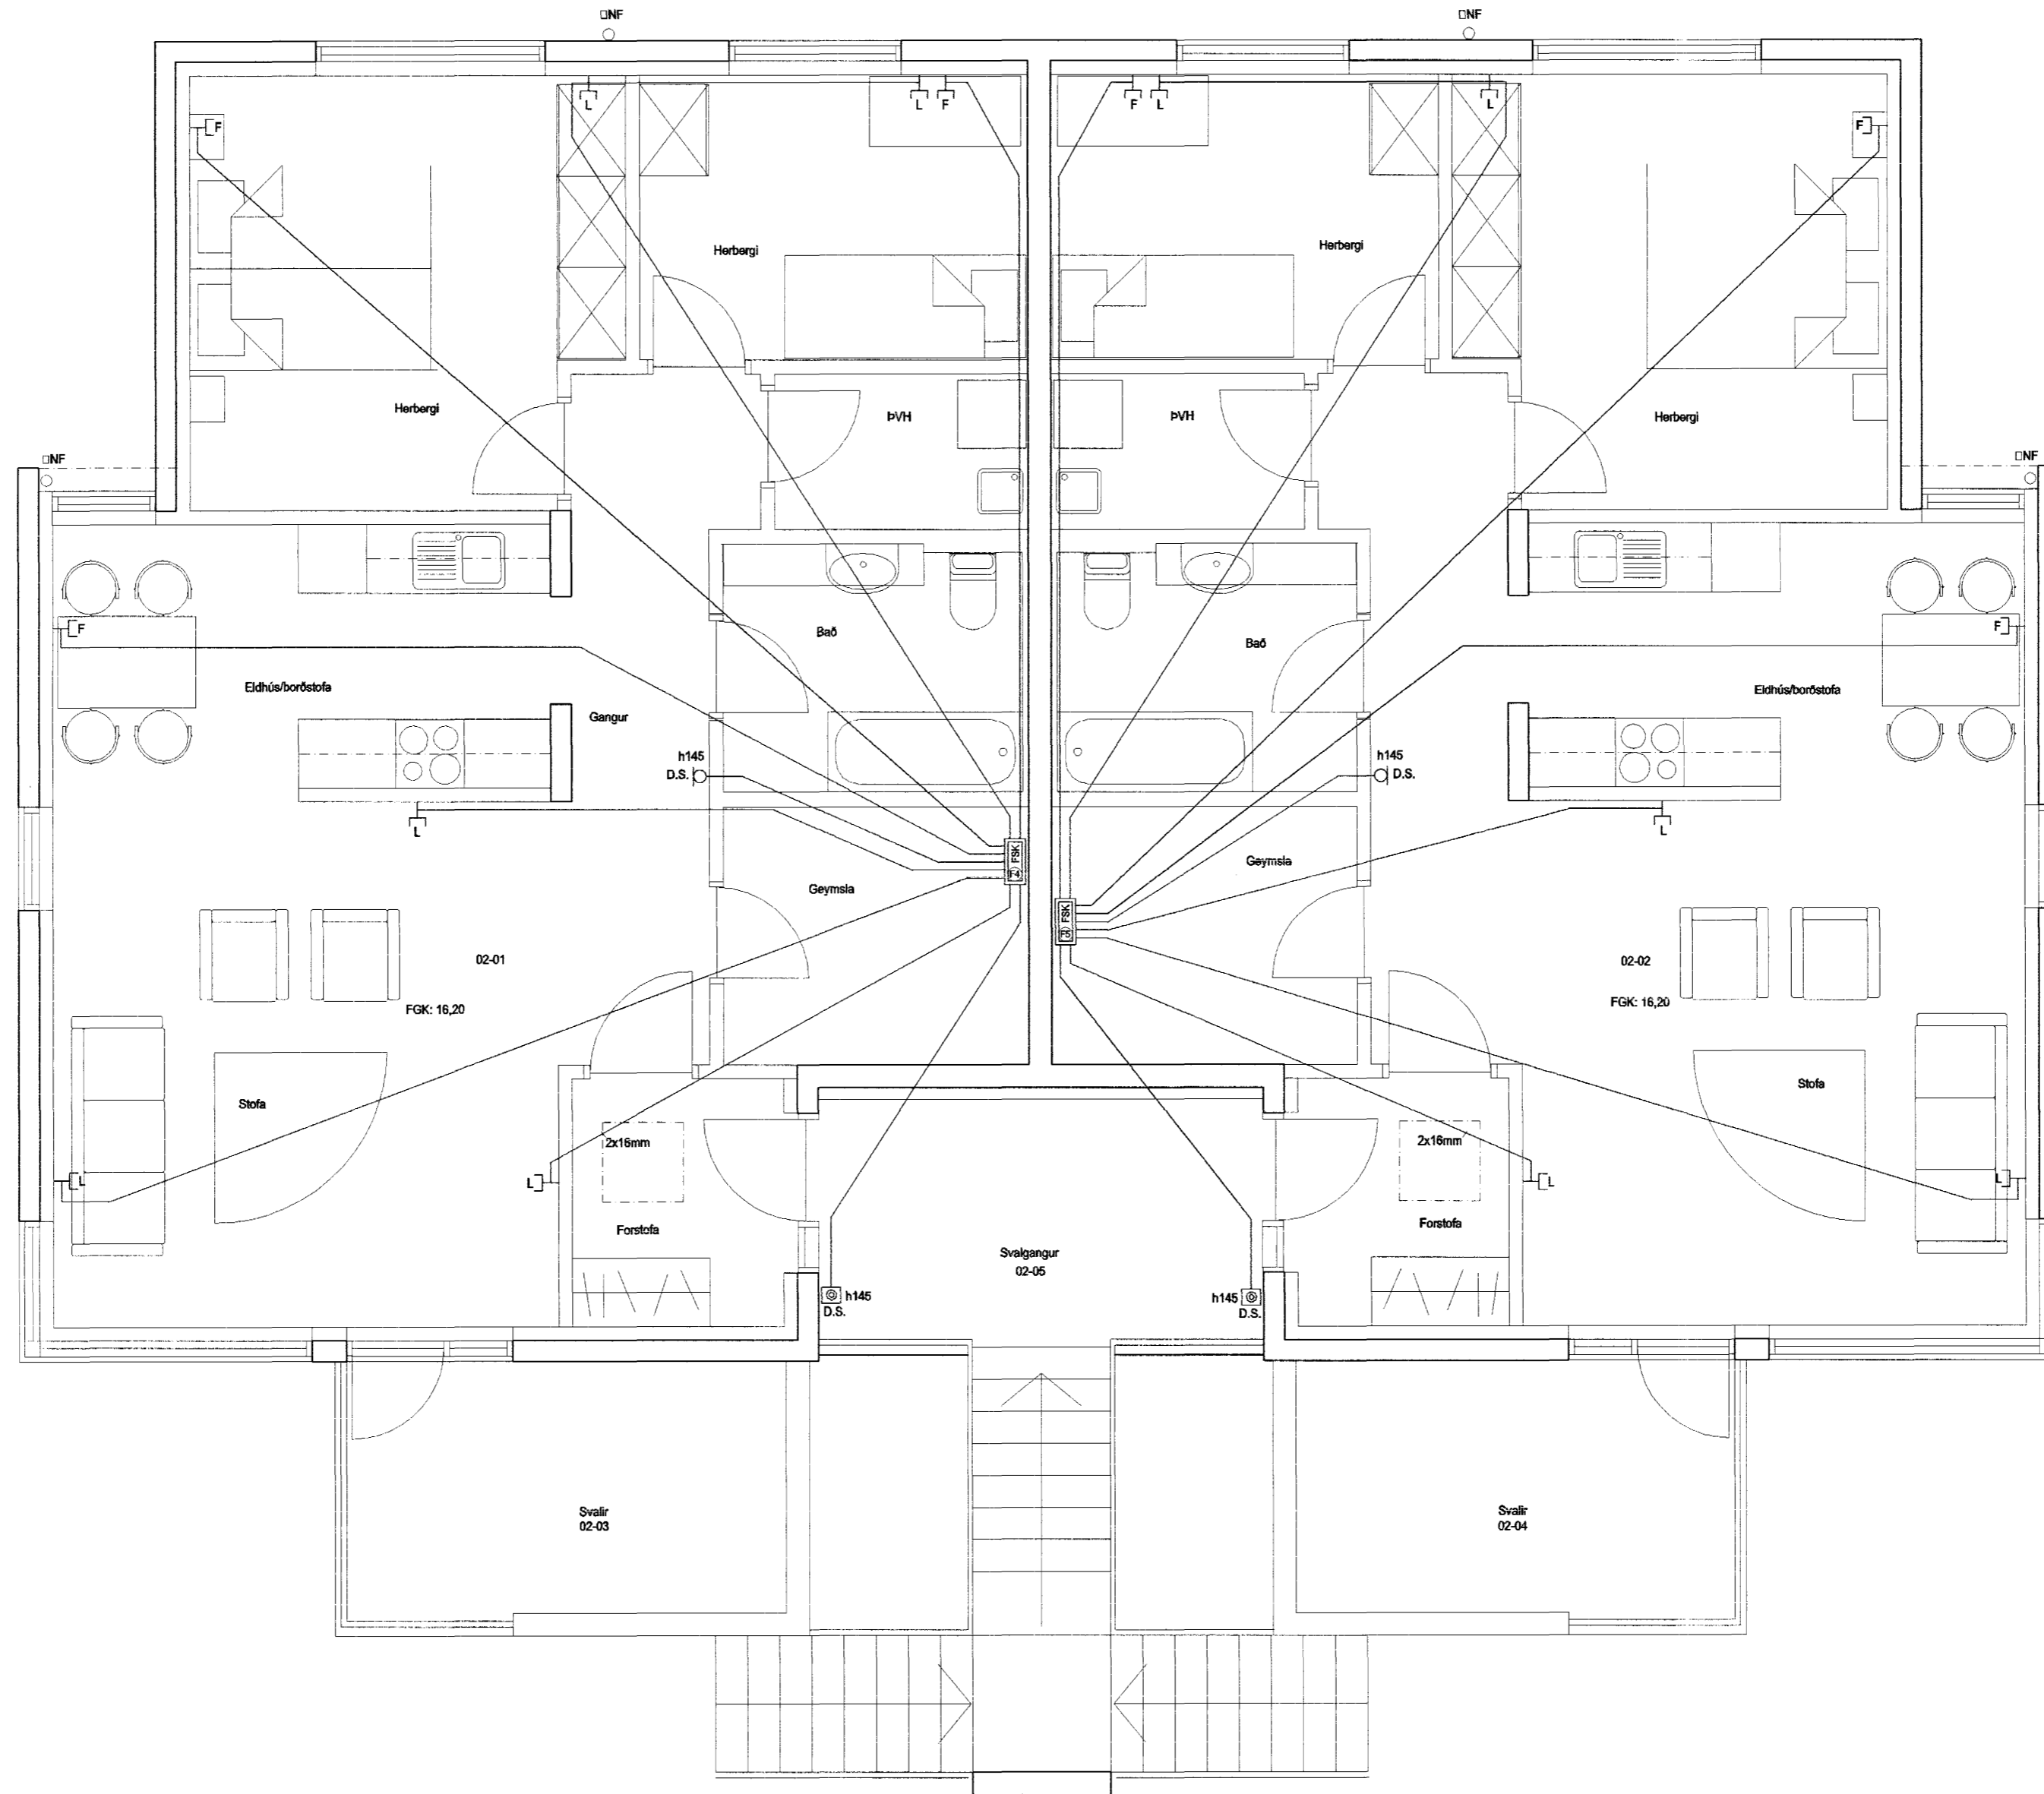 □NF
□NF
L
L
F
F
L
L
F
F
Herbergi
Herbergi
Herbergi
ÞVH
ÞVH
Herbergi
□NF
□NF
F
Bað
Bað
F
Eldhús/borðstofa
Gangur
Eldhús/borðstofa
h145
D.S.
h145
D.S.
L
L
FSK
F4
Geymsla
Geymsla
FSK
F5
02-01
FGK: 16,20
02-02
FGK: 16,20
Stofa
Stofa
2x16mm
2x16mm
L
L
L
L
Forstofa
Forstofa
Svalgangur
02-05
h145
D.S.
h145
D.S.
Svalir
02-03
Svalir
02-04